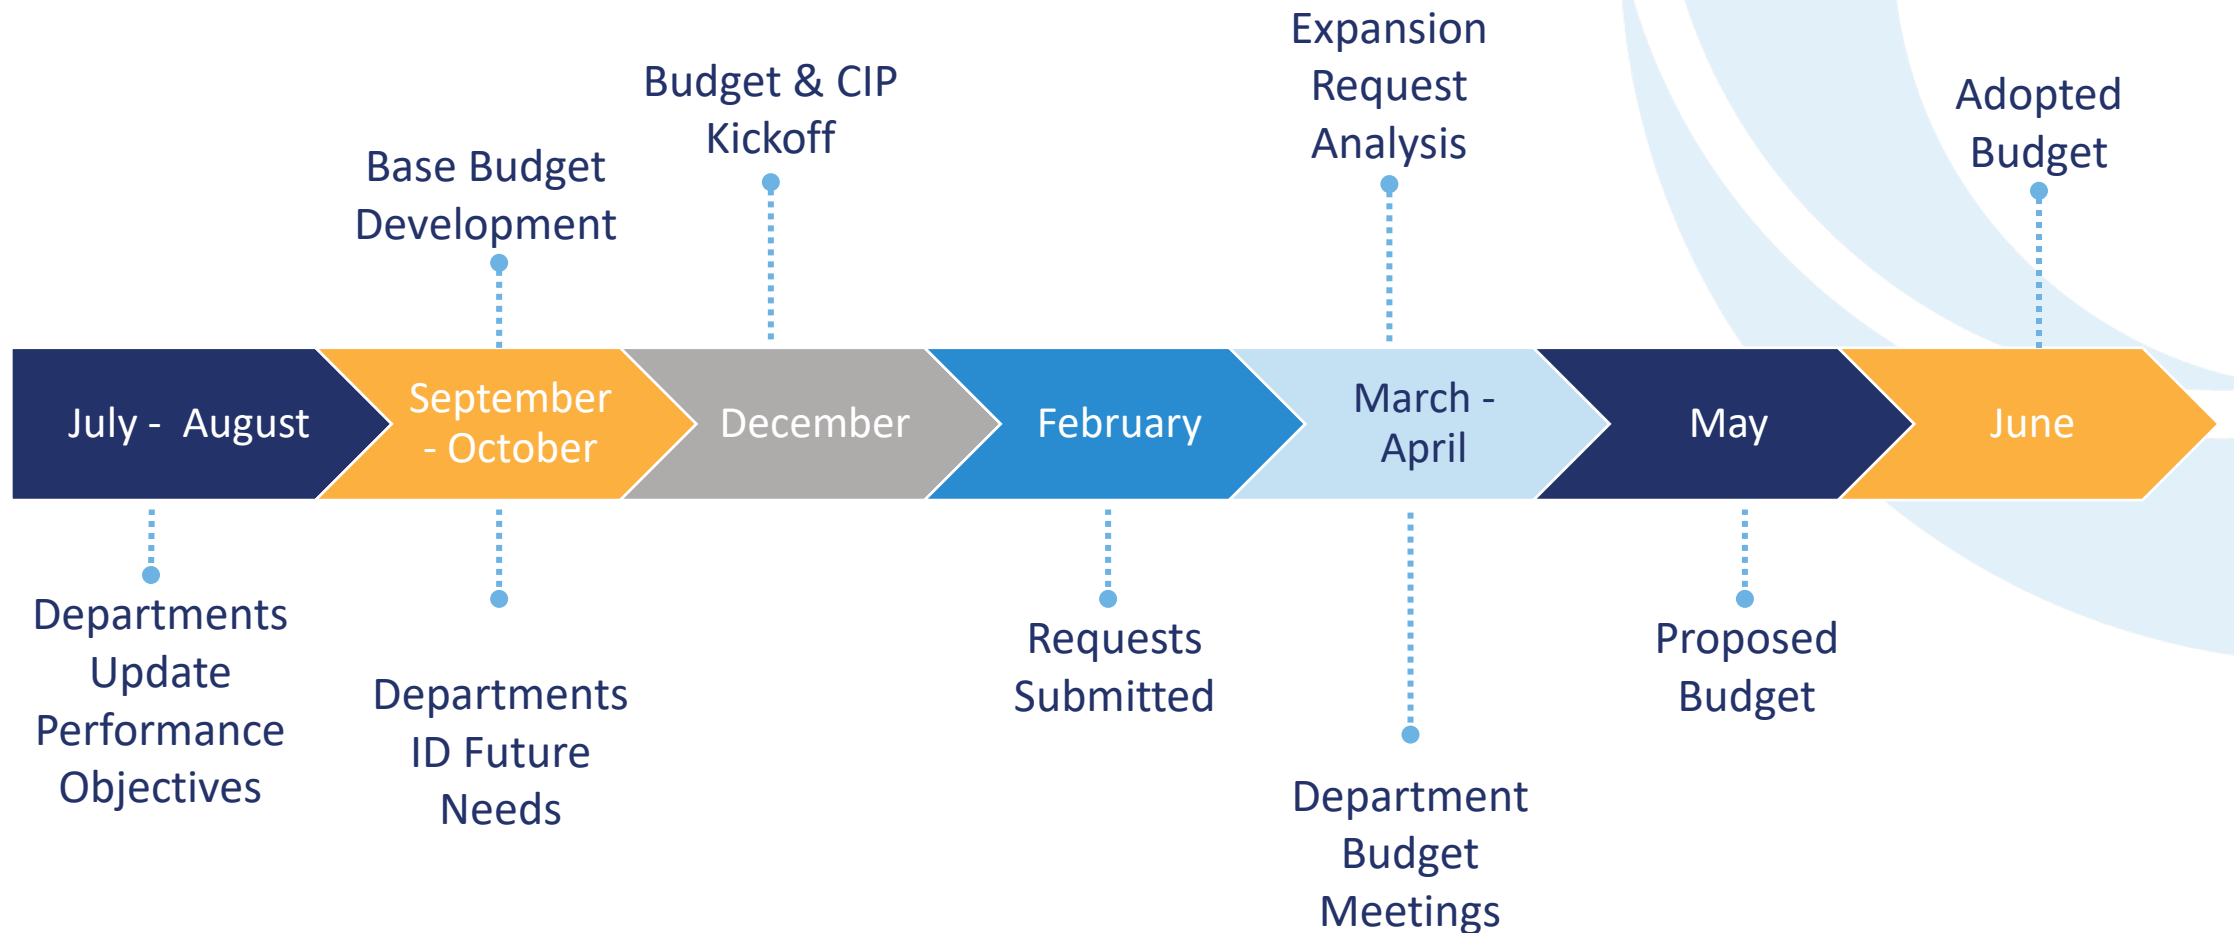 Expansion
Request
Analysis
Budget & CIP
Kickoff
Adopted
Budget
Base Budget
Development
July - August
September
- October
December
February
March -
April
May
June
Departments
Update
Performance
Objectives
Departments
ID Future
Needs
Requests
Submitted
Department
Budget
Meetings
Proposed
Budget